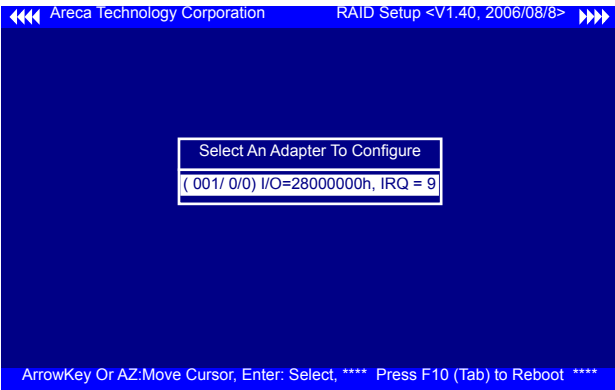 Areca Technology Corporation RAID Setup <V1.40, 2006/08/8>
Select An Adapter To Configure
( 001/ 0/0) I/O=28000000h, IRQ = 9
ArrowKey Or AZ:Move Cursor, Enter: Select, **** Press F10 (Tab) to Reboot ****